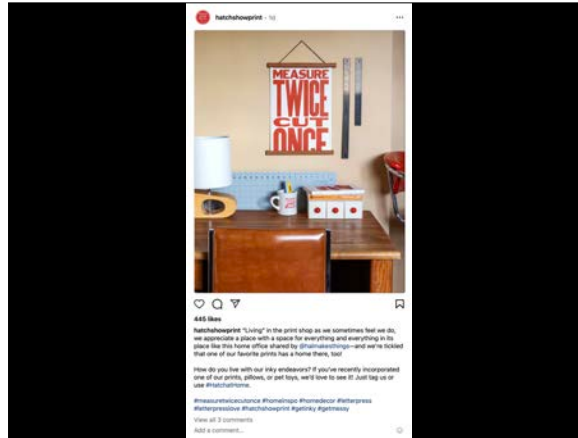 hatchshowprint · 1d
MEASURE
TWICE
CUT
ONCE
445 likes
hatchshowprint "Living" in the print shop as we sometimes feel we do,
we appreciate a place with a space for everything and everything in its
place like this home office shared by @halmakesthings—and we're tickled
that one of our favorite prints has a home there, too!
How do you live with our inky endeavors? If you've recently incorporated
one of our prints, pillows, or pet toys, we'd love to see it! Just tag us or
use #HatchatHome.
#measuretwicecutonce #homeinspo #homedecor #letterpress
#letterpresslove #hatchshowprint #getinky #getmessy
View all 3 comments
Add a comment...